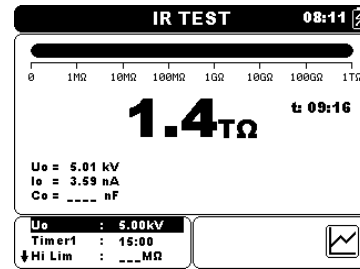 IR TEST 08:11
0 1MΩ 10MΩ 100MΩ 1GΩ 10GΩ 100GΩ 1TΩ
1.4TΩ t: 09:16
Uo = 5.01 kV
Io = 3.59 nA
Co = ____ nF
Uo : 5.00kV
Timer1 : 15:00
Hi Lim : ___MΩ